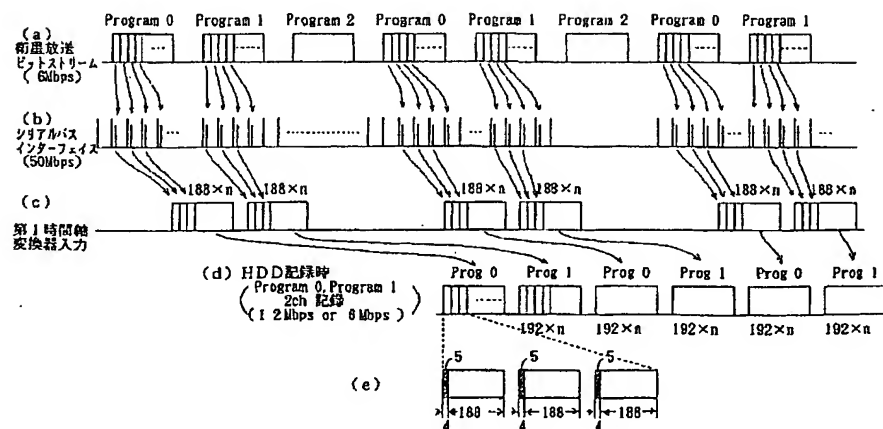 Program 0 Program 1 Program 2 Program 0 Program 1 Program 2 Program 0 Program 1
(a)
衛星放送
ビットストリーム
(6Mbps)
(b)
シリアルバス
インターフェイス
(50Mbps)
188×n 188×n 188×n 188×n 188×n 188×n
(c)
第1時間軸
変換器入力
(d) HDD記録時
Program 0, Program 1
2ch 記録
(12Mbps or 6Mbps)
Prog 0 Prog 1 Prog 0 Prog 1 Prog 0 Prog 1
192×n 192×n 192×n 192×n 192×n
5 5 5
(e)
188 188 188
4 4 4